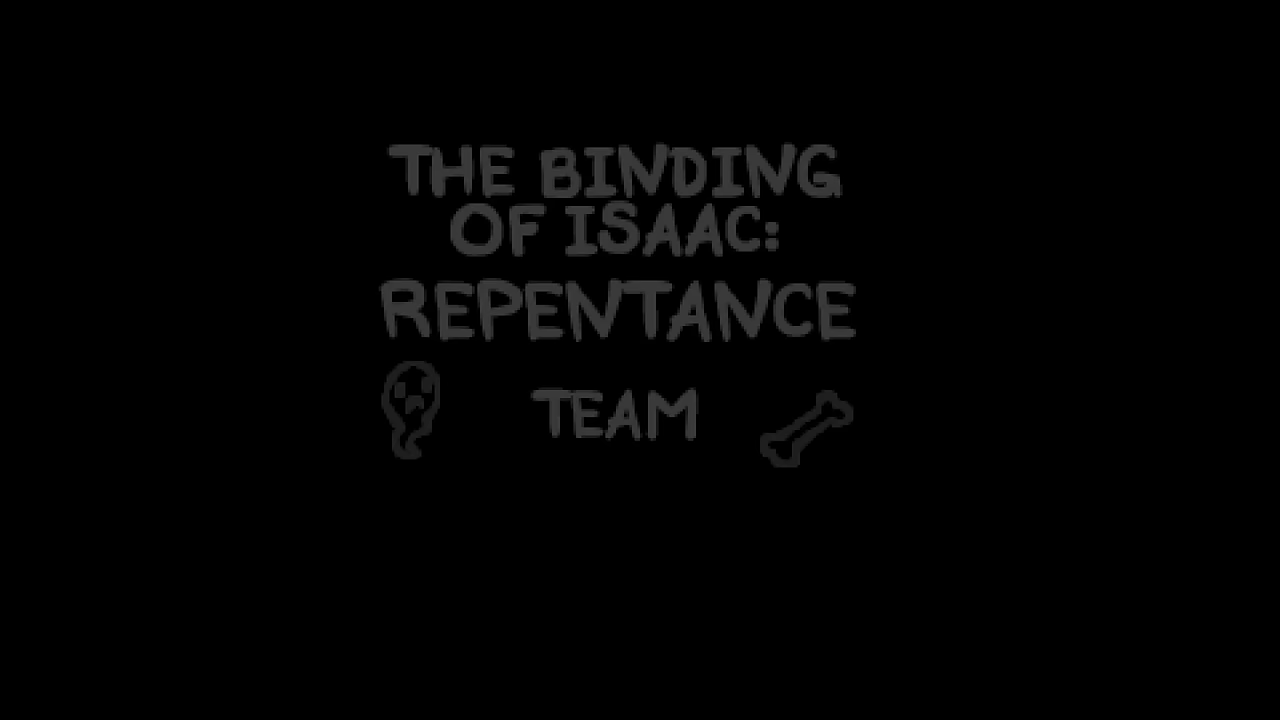 THE BINDING
OF ISAAC:
REPENTANCE
TEAM